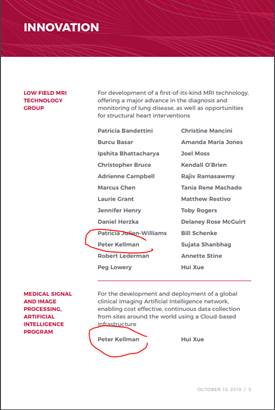 INNOVATION
LOW FIELD MRI
TECHNOLOGY
GROUP
For development of a first-of-its-kind MRI technology,
offering a major advance in the diagnosis and
monitoring of lung disease, as well as opportunities
for structural heart interventions
Patricia Bandettini
Burcu Basar
Ipshita Bhattacharya
Christopher Bruce
Adrienne Campbell
Marcus Chen
Laurie Grant
Jennifer Henry
Daniel Herzka
Patricia Julien-Williams
Peter Kellman
Robert Lederman
Peg Lowery
Christine Mancini
Amanda Maria Jones
Joel Moss
Kendall O'Brien
Rajiv Ramasawmy
Tania Rene Machado
Matthew Restivo
Toby Rogers
Delaney Rose McGuirt
Bill Schenke
Sujata Shanbhag
Annette Stine
Hui Xue
MEDICAL SIGNAL
AND IMAGE
PROCESSING,
ARTIFICIAL
INTELLIGENCE
PROGRAM
For the development and deployment of a global
clinical imaging Artificial Intelligence network,
enabling cost effective, continuous data collection
from sites around the world using a Cloud-based
infrastructure
Peter Kellman
Hui Xue
OCTOBER 10, 2019 | 5